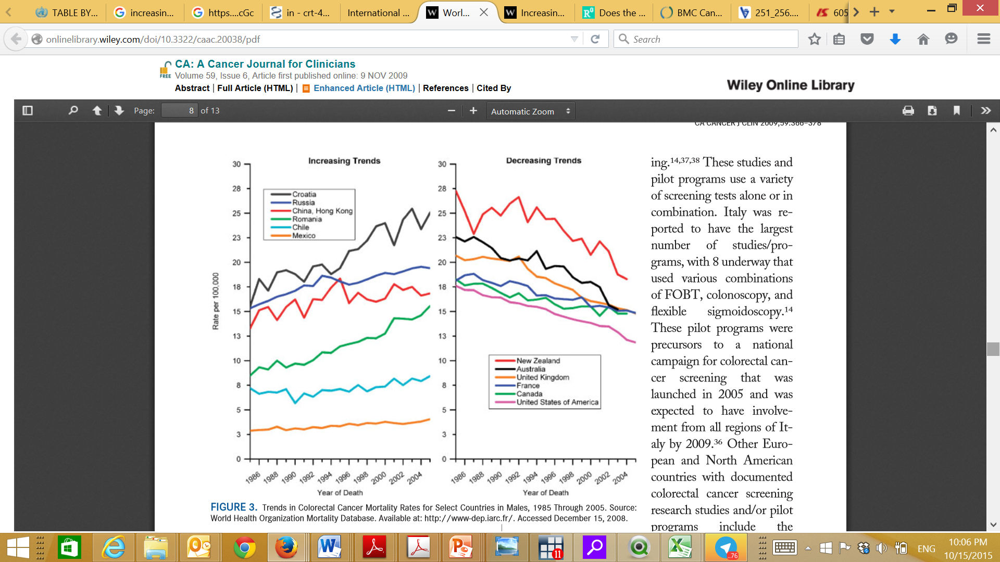 TABLE BY...
increasin...
https....cGc
in - crt-4...
International ...
Worl...
Increasin...
Does the ...
BMC Can...
251_256....
605
onlinelibrary.wiley.com/doi/10.3322/caac.20038/pdf
Search
FREE
CA: A Cancer Journal for Clinicians
Volume 59, Issue 6, Article first published online: 9 NOV 2009
Abstract | Full Article (HTML) | Enhanced Article (HTML) | References | Cited By
Wiley Online Library
Page: 8 of 13
Automatic Zoom
CA CANCER J CLIN 2009;59:366–378
Increasing Trends
30
28
25
23
20
18
15
13
10
8
5
3
0
Rate per 100,000
Croatia
Russia
China, Hong Kong
Romania
Chile
Mexico
1986 1988 1990 1992 1994 1996 1998 2000 2002 2004
Year of Death
Decreasing Trends
30
28
25
23
20
18
15
13
10
8
5
3
0
New Zealand
Australia
United Kingdom
France
Canada
United States of America
1986 1988 1990 1992 1994 1996 1998 2000 2002 2004
Year of Death
FIGURE 3. Trends in Colorectal Cancer Mortality Rates for Select Countries in Males, 1985 Through 2005. Source:
World Health Organization Mortality Database. Available at: http://www-dep.iarc.fr/. Accessed December 15, 2008.
ing.14,37,38 These studies and
pilot programs use a variety
of screening tests alone or in
combination. Italy was re-
ported to have the largest
number of studies/pro-
grams, with 8 underway that
used various combinations
of FOBT, colonoscopy, and
flexible sigmoidoscopy.14
These pilot programs were
precursors to a national
campaign for colorectal can-
cer screening that was
launched in 2005 and was
expected to have involve-
ment from all regions of It-
aly by 2009.36 Other Euro-
pean and North American
countries with documented
colorectal cancer screening
research studies and/or pilot
programs include the
11
..76
ENG
10:06 PM
10/15/2015